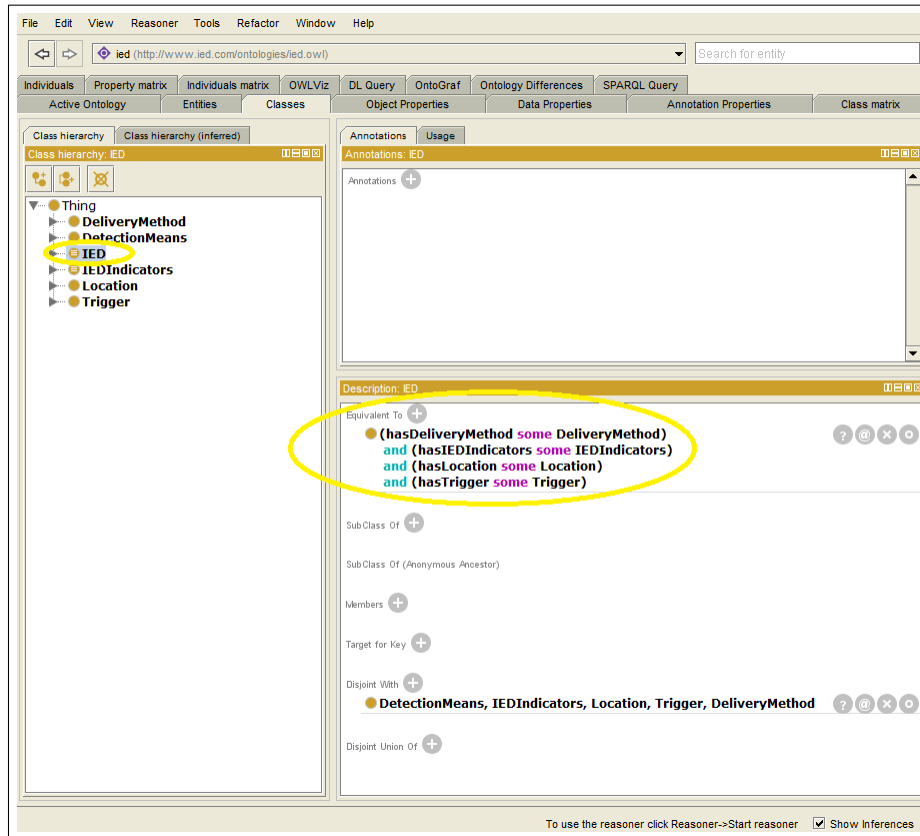 File Edit View Reasoner Tools Refactor Window Help
ied (http://www.ied.com/ontologies/ied.owl)
Search for entity
Individuals Property matrix Individuals matrix OWLViz DL Query OntoGraf Ontology Differences SPARQL Query
Active Ontology Entities Classes Object Properties Data Properties Annotation Properties Class matrix
Class hierarchy Class hierarchy (inferred)
Class hierarchy: IED
Thing
DeliveryMethod
DetectionMeans
IED
IEDIndicators
Location
Trigger
Annotations Usage
Annotations: IED
Annotations
Description: IED
Equivalent To
(hasDeliveryMethod some DeliveryMethod)
and (hasIEDIndicators some IEDIndicators)
and (hasLocation some Location)
and (hasTrigger some Trigger)
SubClass Of
SubClass Of (Anonymous Ancestor)
Members
Target for Key
Disjoint With
DetectionMeans, IEDIndicators, Location, Trigger, DeliveryMethod
Disjoint Union Of
To use the reasoner click Reasoner->Start reasoner Show Inferences